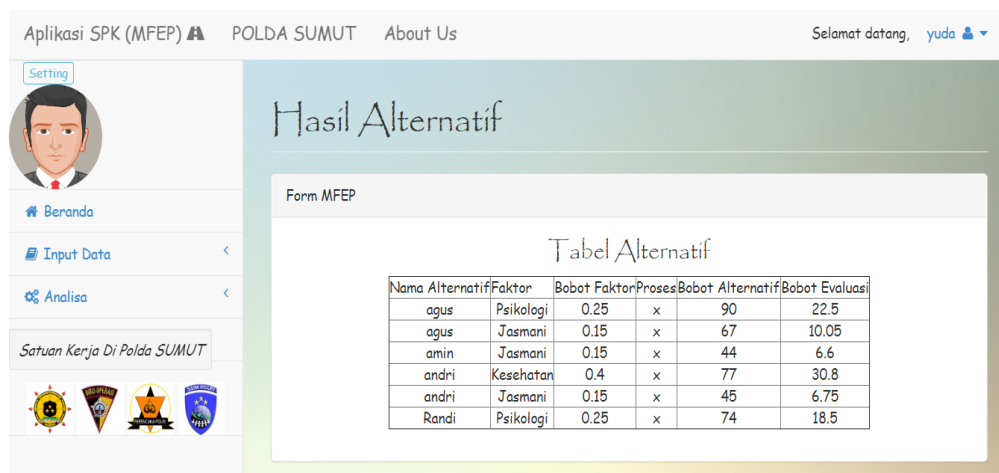 Aplikasi SPK (MFEP) POLDA SUMUT About Us Selamat datang, yuda
Setting
Beranda
Input Data
Analisa
Satuan Kerja Di Polda SUMUT
Hasil Alternatif
Form MFEP
Tabel Alternatif
Nama Alternatif Faktor Bobot Faktor Proses Bobot Alternatif Bobot Evaluasi
agus Psikologi 0.25 x 90 22.5
agus Jasmani 0.15 x 67 10.05
amin Jasmani 0.15 x 44 6.6
andri Kesehatan 0.4 x 77 30.8
andri Jasmani 0.15 x 45 6.75
Randi Psikologi 0.25 x 74 18.5